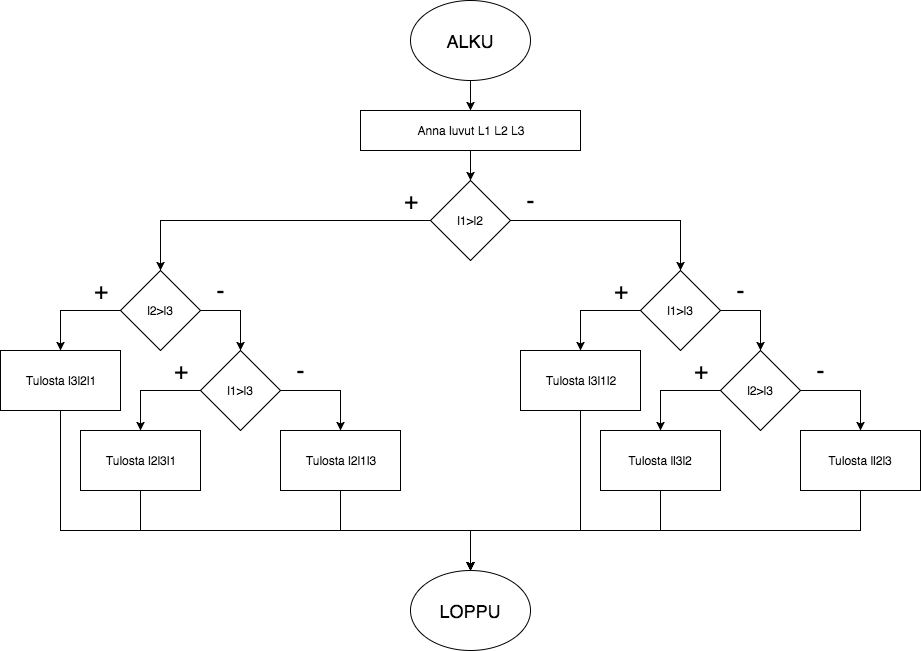 ALKU
Anna luvut L1 L2 L3
l1>l2
+
-
l2>l3
+
-
l1>l3
+
-
Tulosta l3l2l1
l1>l3
+
-
Tulosta l3l1l2
l2>l3
+
-
Tulosta l2l3l1
Tulosta l2l1l3
Tulosta ll3l2
Tulosta ll2l3
LOPPU